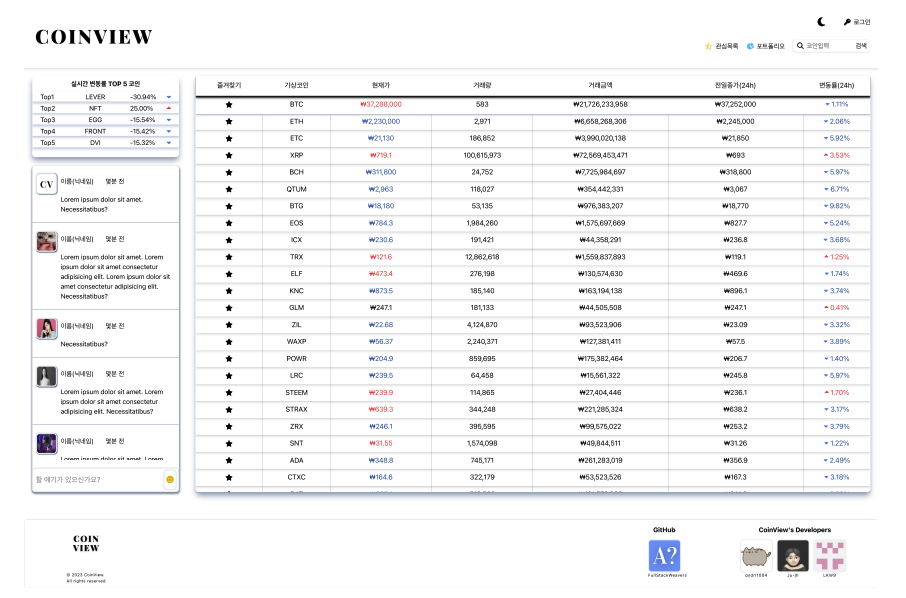 COINVIEW
로그인
관심목록 포트폴리오 코인입력 검색
실시간 변동률 TOP 5 코인
Top1 LEVER -30.94%
Top2 NFT 25.00%
Top3 EGG -15.54%
Top4 FRONT -15.42%
Top5 DVI -15.32%
CV
이름(닉네임) 몇분 전
Lorem ipsum dolor sit amet.
Necessitatibus?
이름(닉네임) 몇분 전
Lorem ipsum dolor sit amet. Lorem
ipsum dolor sit amet consectetur
adipisicing elit. Lorem ipsum dolor
sit amet consectetur adipisicing elit.
Necessitatibus?
이름(닉네임) 몇분 전
Necessitatibus?
이름(닉네임) 몇분 전
Lorem ipsum dolor sit amet. Lorem
ipsum dolor sit amet consectetur
adipisicing elit. Necessitatibus?
이름(닉네임) 몇분 전
Lorem ipsum dolor sit amet. Lorem
할 얘기가 있으신가요?
즐겨찾기 가상코인 현재가 거래량 거래금액 전일종가(24h) 변동률(24h)
BTC ₩37,288,000 583 ₩21,726,233,958 ₩37,252,000 1.11%
ETH ₩2,230,000 2,971 ₩6,658,268,306 ₩2,245,000 2.06%
ETC ₩21,130 186,852 ₩3,990,020,138 ₩21,850 5.92%
XRP ₩719.1 100,615,973 ₩72,569,453,471 ₩693 3.53%
BCH ₩311,800 24,752 ₩7,725,984,697 ₩318,800 5.97%
QTUM ₩2,963 118,027 ₩354,442,331 ₩3,067 6.71%
BTG ₩18,180 53,135 ₩976,383,207 ₩18,770 9.82%
EOS ₩784.3 1,984,260 ₩1,575,697,669 ₩827.7 5.24%
ICX ₩230.6 191,421 ₩44,358,291 ₩236.8 3.68%
TRX ₩121.6 12,862,618 ₩1,559,837,893 ₩119.1 1.25%
ELF ₩473.4 276,198 ₩130,574,630 ₩469.6 1.74%
KNC ₩873.5 185,140 ₩163,194,138 ₩896.1 3.74%
GLM ₩247.1 181,133 ₩44,505,508 ₩247.1 0.41%
ZIL ₩22.68 4,124,870 ₩93,523,906 ₩23.09 3.32%
WAXP ₩56.37 2,240,371 ₩127,381,411 ₩57.5 3.89%
POWR ₩204.9 859,695 ₩175,382,464 ₩206.7 1.40%
LRC ₩239.5 64,458 ₩15,561,322 ₩245.8 5.97%
STEEM ₩239.9 114,865 ₩27,404,446 ₩236.1 1.70%
STRAX ₩639.3 344,248 ₩221,285,324 ₩638.2 3.17%
ZRX ₩246.1 395,595 ₩99,575,022 ₩253.2 3.79%
SNT ₩31.55 1,574,098 ₩49,844,511 ₩31.26 1.22%
ADA ₩348.8 745,171 ₩261,283,019 ₩356.9 2.49%
CTXC ₩164.6 322,179 ₩53,523,526 ₩167.3 3.18%
COIN
VIEW
© 2023 CoinView.
All rights reserved
GitHub
A?
FullStackWeavers
CoinView's Developers
qndrl1004 Ju-jh LAW9